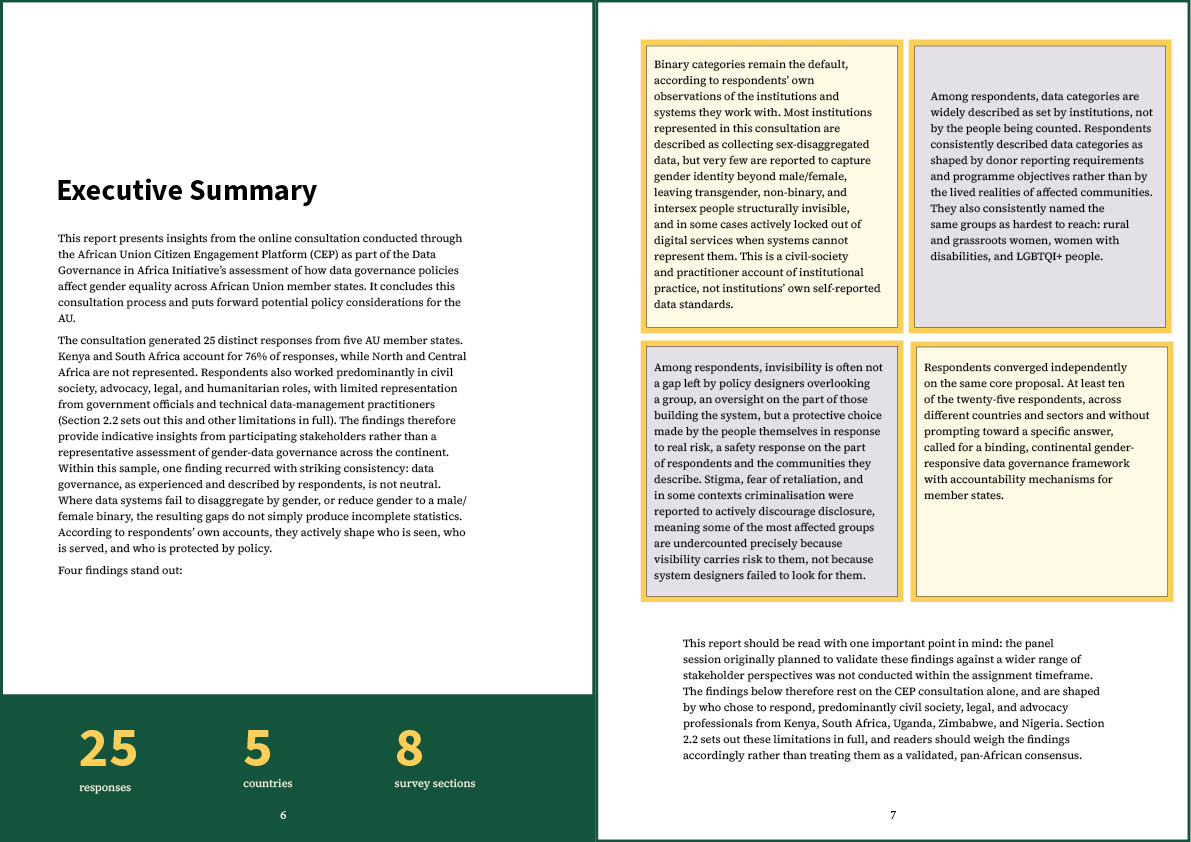 Executive Summary
This report presents insights from the online consultation conducted through
the African Union Citizen Engagement Platform (CEP) as part of the Data
Governance in Africa Initiative’s assessment of how data governance policies
affect gender equality across African Union member states. It concludes this
consultation process and puts forward potential policy considerations for the
AU.
The consultation generated 25 distinct responses from five AU member states.
Kenya and South Africa account for 76% of responses, while North and Central
Africa are not represented. Respondents also worked predominantly in civil
society, advocacy, legal, and humanitarian roles, with limited representation
from government officials and technical data-management practitioners
(Section 2.2 sets out this and other limitations in full). The findings therefore
provide indicative insights from participating stakeholders rather than a
representative assessment of gender-data governance across the continent.
Within this sample, one finding recurred with striking consistency: data
governance, as experienced and described by respondents, is not neutral.
Where data systems fail to disaggregate by gender, or reduce gender to a male/
female binary, the resulting gaps do not simply produce incomplete statistics.
According to respondents’ own accounts, they actively shape who is seen, who
is served, and who is protected by policy.
Four findings stand out:
25
responses
5
countries
8
survey sections
6
Binary categories remain the default,
according to respondents’ own
observations of the institutions and
systems they work with. Most institutions
represented in this consultation are
described as collecting sex-disaggregated
data, but very few are reported to capture
gender identity beyond male/female,
leaving transgender, non-binary, and
intersex people structurally invisible,
and in some cases actively locked out of
digital services when systems cannot
represent them. This is a civil-society
and practitioner account of institutional
practice, not institutions’ own self-reported
data standards.
Among respondents, data categories are
widely described as set by institutions, not
by the people being counted. Respondents
consistently described data categories as
shaped by donor reporting requirements
and programme objectives rather than by
the lived realities of affected communities.
They also consistently named the
same groups as hardest to reach: rural
and grassroots women, women with
disabilities, and LGBTQI+ people.
Among respondents, invisibility is often not
a gap left by policy designers overlooking
a group, an oversight on the part of those
building the system, but a protective choice
made by the people themselves in response
to real risk, a safety response on the part
of respondents and the communities they
describe. Stigma, fear of retaliation, and
in some contexts criminalisation were
reported to actively discourage disclosure,
meaning some of the most affected groups
are undercounted precisely because
visibility carries risk to them, not because
system designers failed to look for them.
Respondents converged independently
on the same core proposal. At least ten
of the twenty-five respondents, across
different countries and sectors and without
prompting toward a specific answer,
called for a binding, continental gender-
responsive data governance framework
with accountability mechanisms for
member states.
This report should be read with one important point in mind: the panel
session originally planned to validate these findings against a wider range of
stakeholder perspectives was not conducted within the assignment timeframe.
The findings below therefore rest on the CEP consultation alone, and are shaped
by who chose to respond, predominantly civil society, legal, and advocacy
professionals from Kenya, South Africa, Uganda, Zimbabwe, and Nigeria. Section
2.2 sets out these limitations in full, and readers should weigh the findings
accordingly rather than treating them as a validated, pan-African consensus.
7